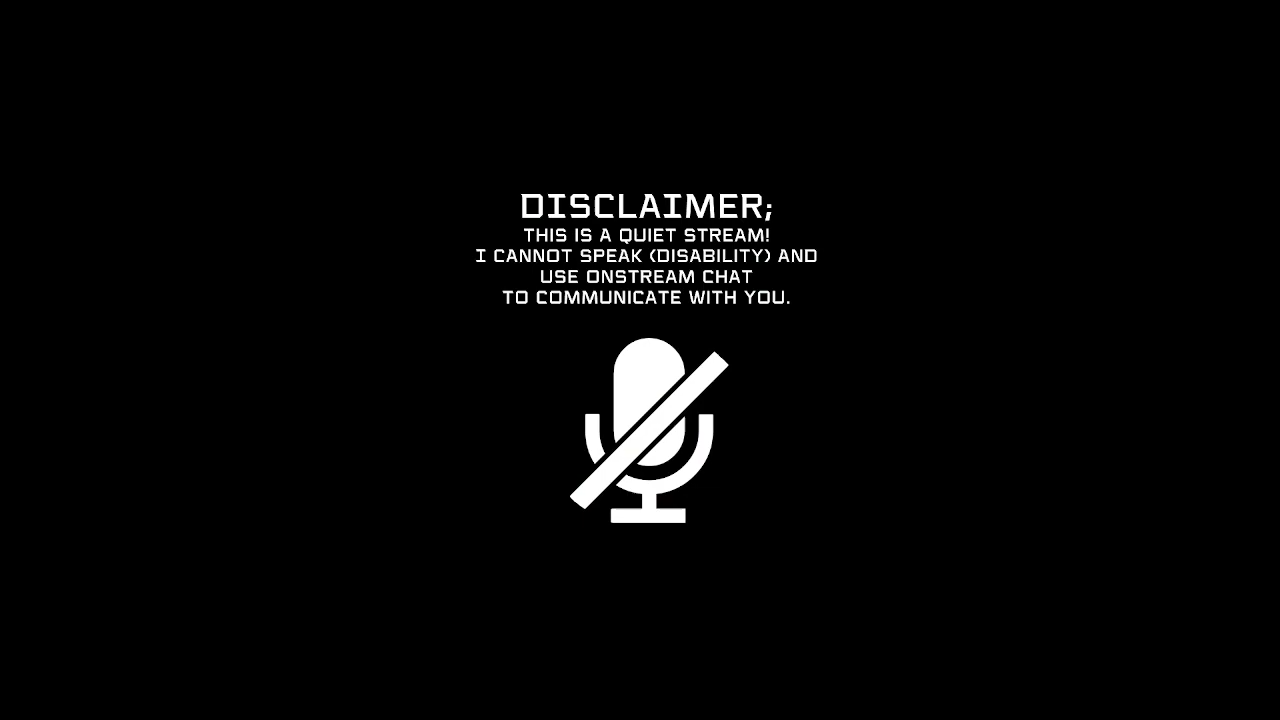 DISCLAIMER;
THIS IS A QUIET STREAM!
I CANNOT SPEAK (DISABILITY) AND
USE ONSTREAM CHAT
TO COMMUNICATE WITH YOU.